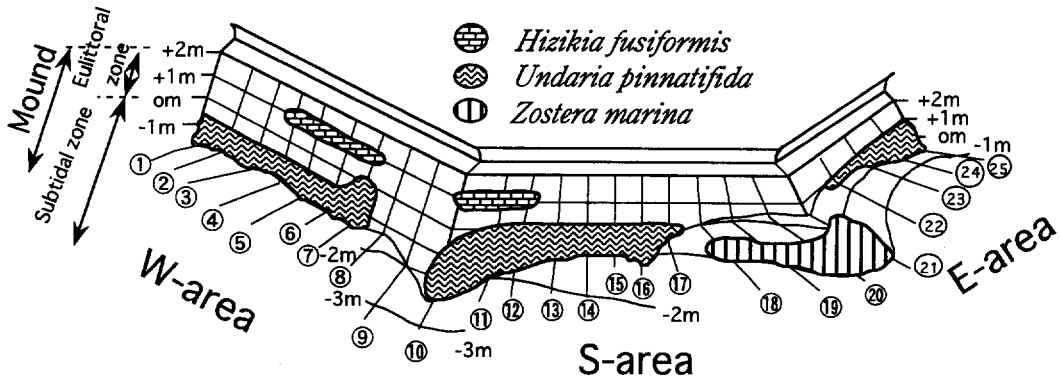 Mound
Eulittoral
zone
Subtidal zone
+2m
+1m
om
-1m
Hizikia fusiformis
Undaria pinnatifida
Zostera marina
+2m
+1m
om
-1m
①
②
③
④
⑤
⑥
⑦
-2m
⑧
-3m
⑨
⑩
-3m
⑪
⑫
⑬
⑭
⑮
⑯
⑰
-2m
⑱
⑲
⑳
㉑
㉒
㉓
㉔
㉕
W-area
S-area
E-area